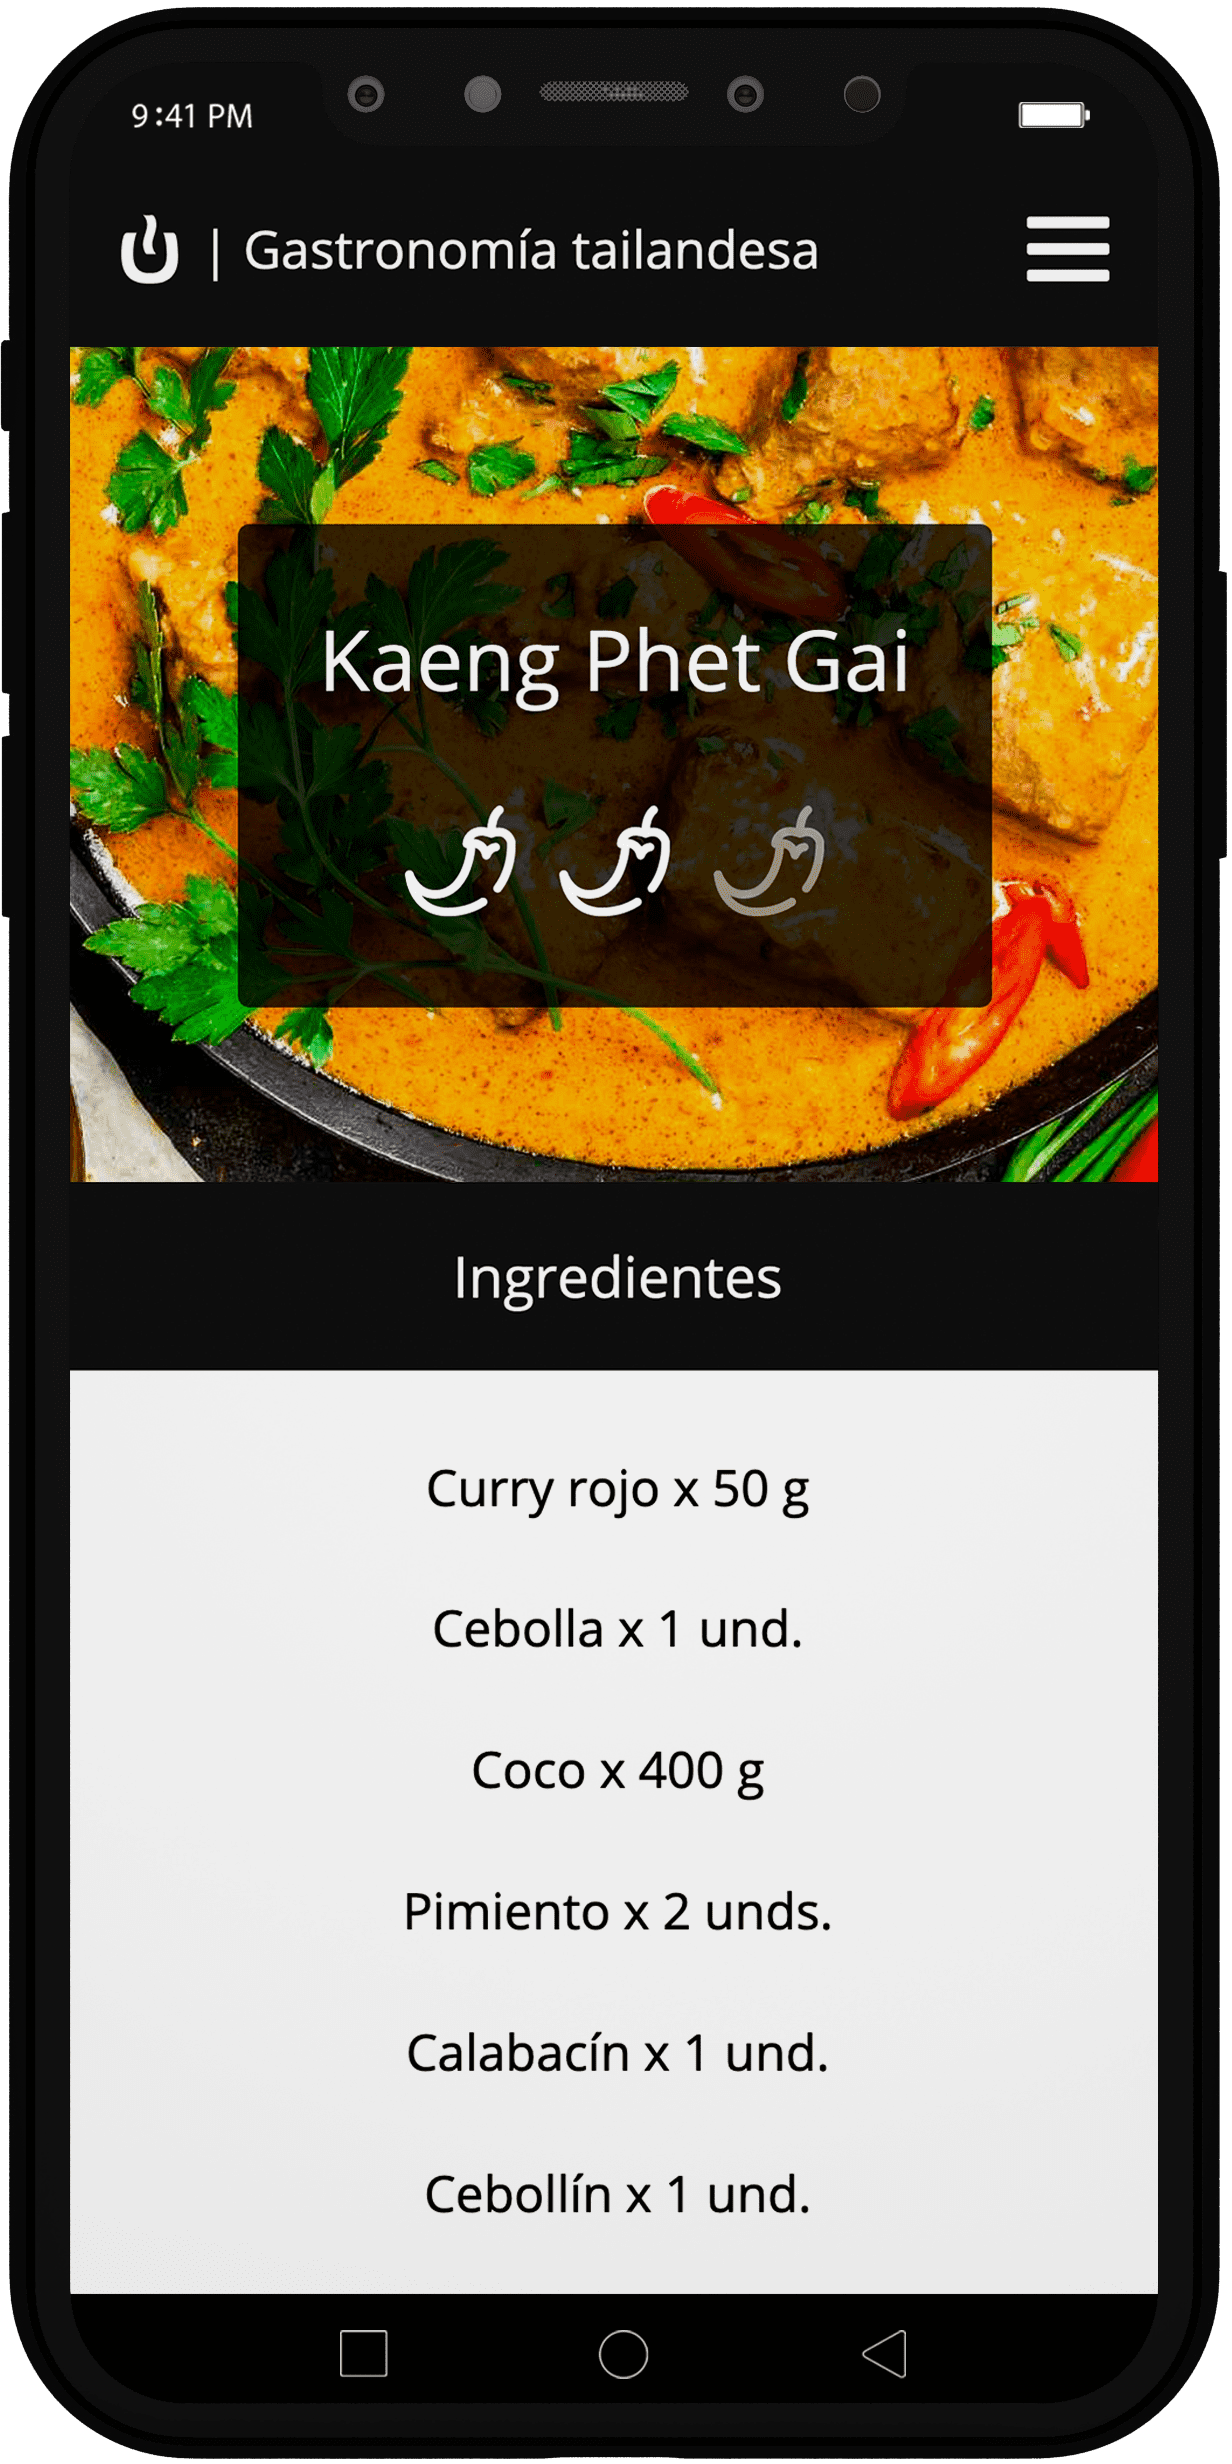 9:41 PM
| Gastronomía tailandesa
Kaeng Phet Gai
Ingredientes
Curry rojo x 50 g
Cebolla x 1 und.
Coco x 400 g
Pimiento x 2 unds.
Calabacín x 1 und.
Cebollín x 1 und.